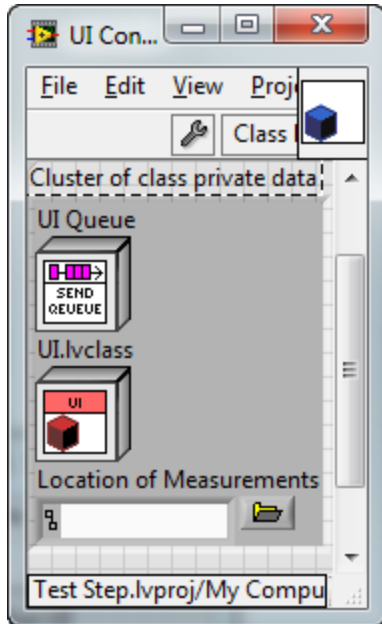 UI Con...
File Edit View Proj
Class
Cluster of class private data
UI Queue
SEND
QEUEUE
UI.lvclass
UI
Location of Measurements
Test Step.lvproj/My Compu